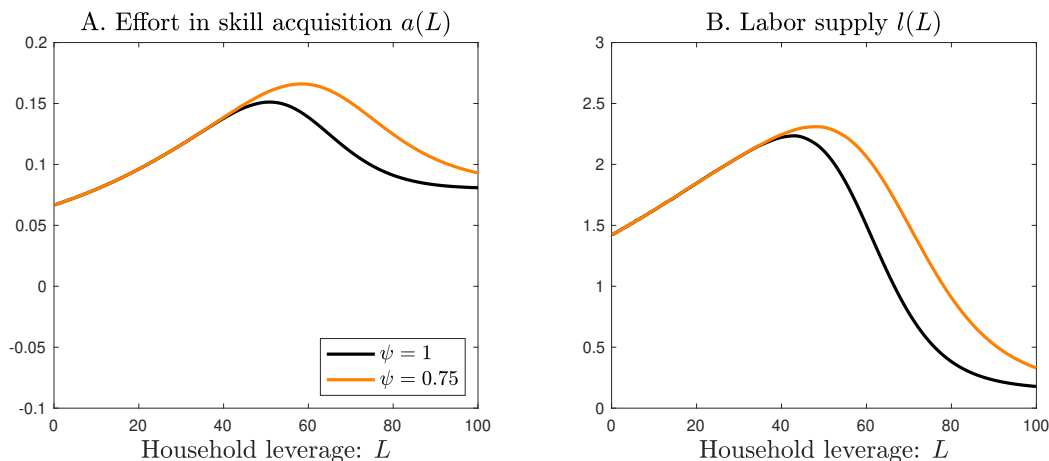 A. Effort in skill acquisition a(L)
0.2
0.15
0.1
0.05
0
-0.05
-0.1
ψ = 1
ψ = 0.75
0 20 40 60 80 100
Household leverage: L
B. Labor supply l(L)
3
2.5
2
1.5
1
0.5
0
0 20 40 60 80 100
Household leverage: L